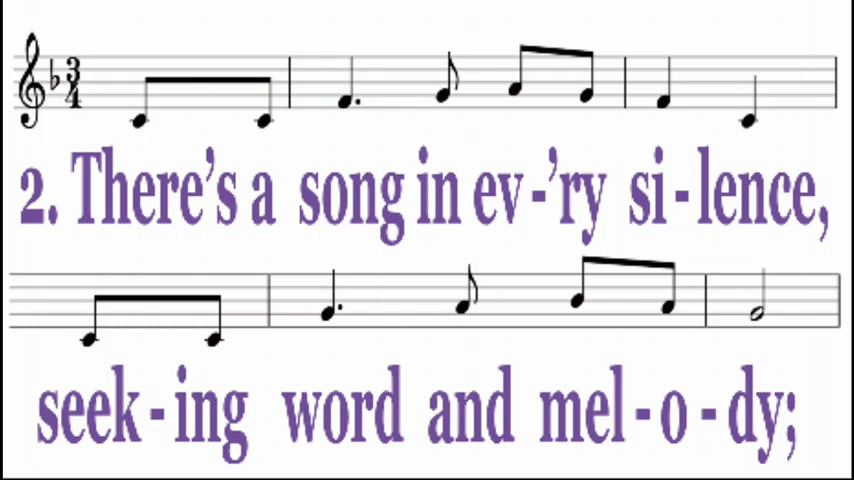 2. There's a song in ev-'ry si-lence,
seek-ing word and mel-o-dy;